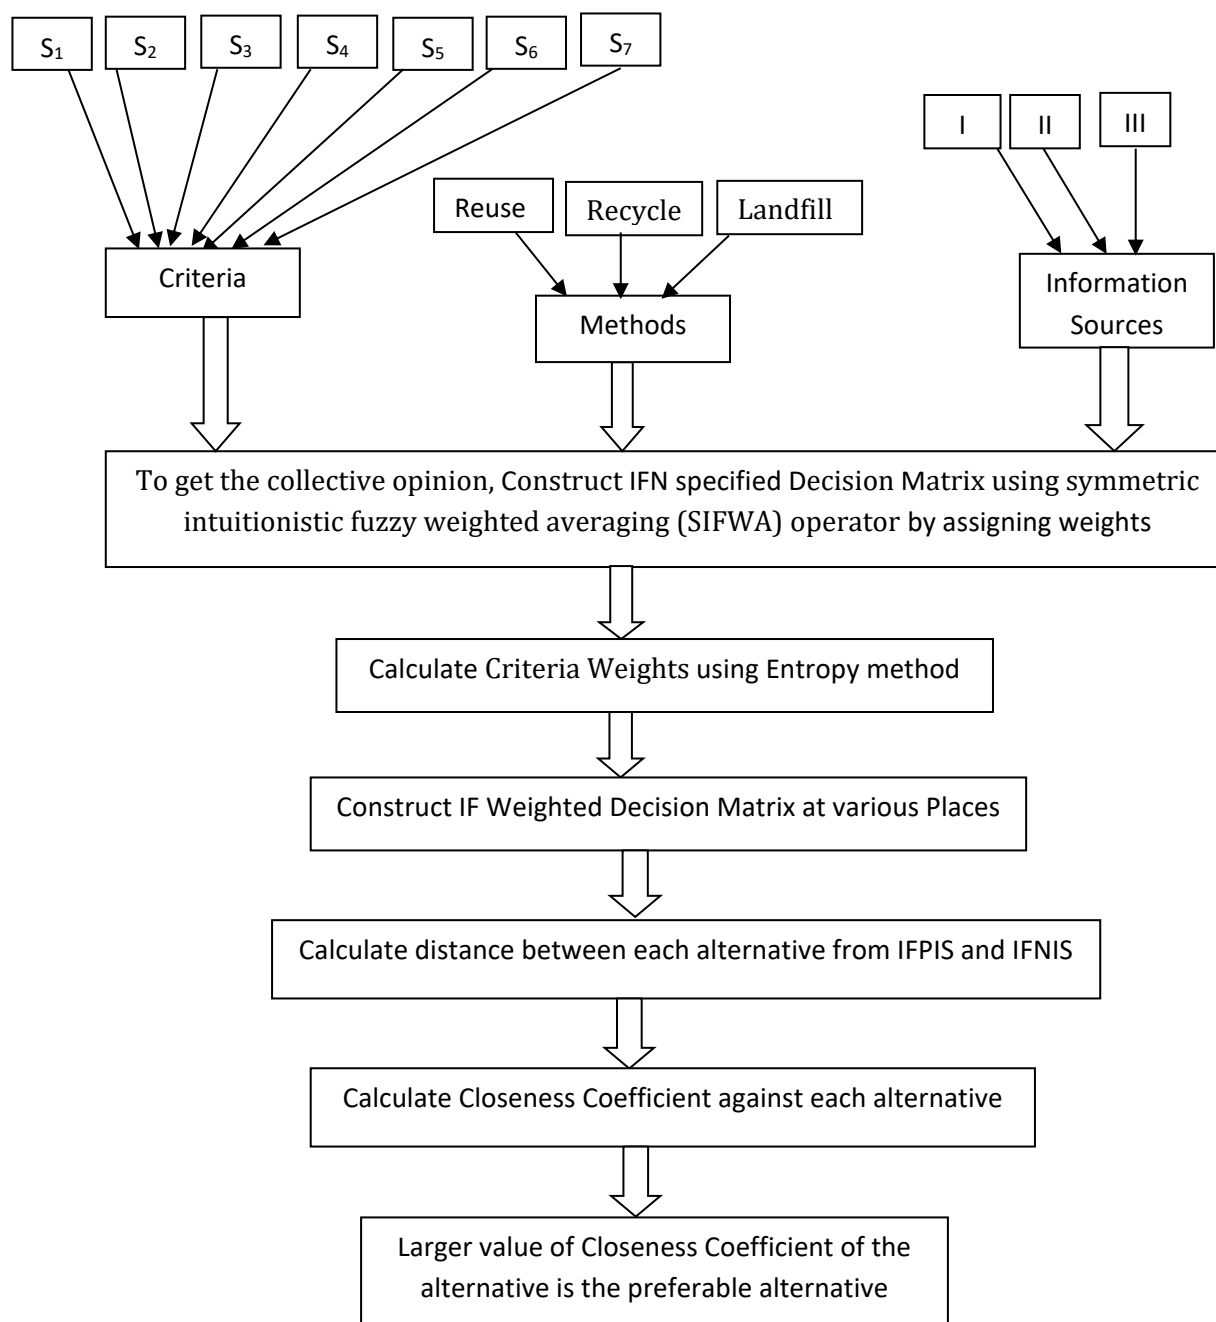 S₁ S₂ S₃ S₄ S₅ S₆ S₇
I II III
Reuse Recycle Landfill
Criteria
Methods
Information
Sources
To get the collective opinion, Construct IFN specified Decision Matrix using symmetric
intuitionistic fuzzy weighted averaging (SIFWA) operator by assigning weights
Calculate Criteria Weights using Entropy method
Construct IF Weighted Decision Matrix at various Places
Calculate distance between each alternative from IFPIS and IFNIS
Calculate Closeness Coefficient against each alternative
Larger value of Closeness Coefficient of the
alternative is the preferable alternative